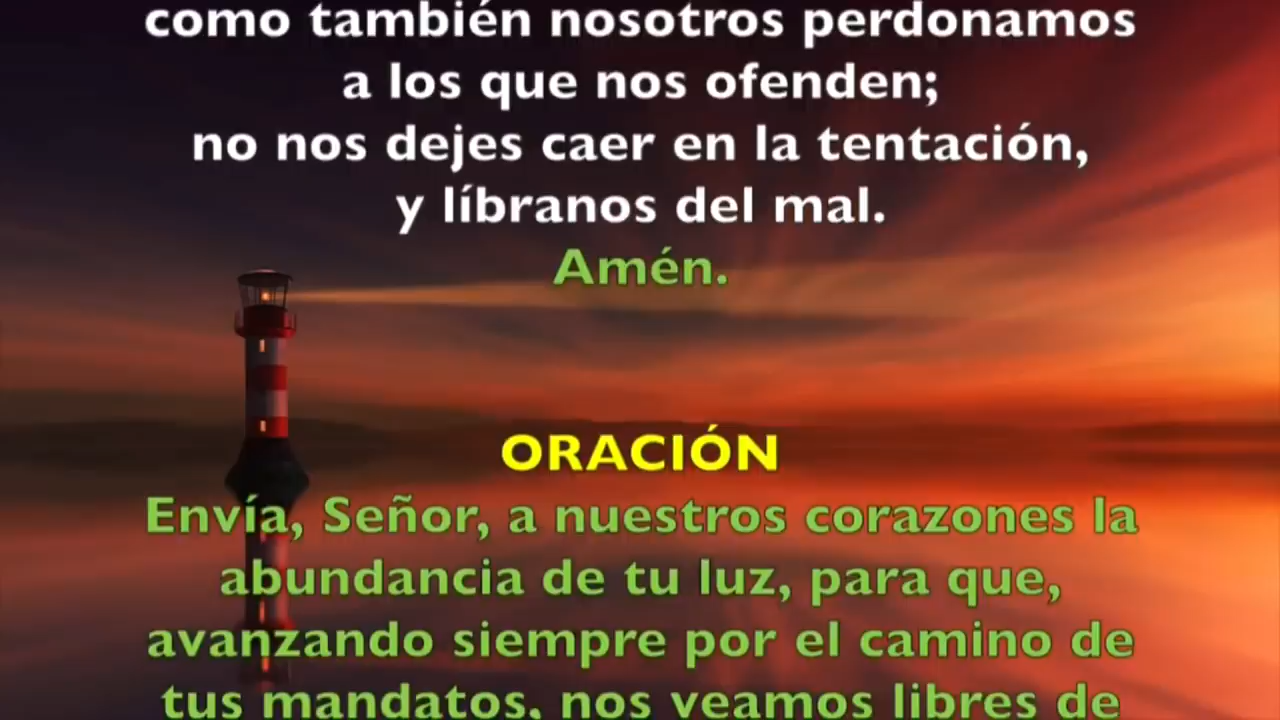 como también nosotros perdonamos
a los que nos ofenden;
no nos dejes caer en la tentación,
y líbranos del mal.
Amén.
ORACIÓN
Envía, Señor, a nuestros corazones la
abundancia de tu luz, para que,
avanzando siempre por el camino de
tus mandatos, nos veamos libres de